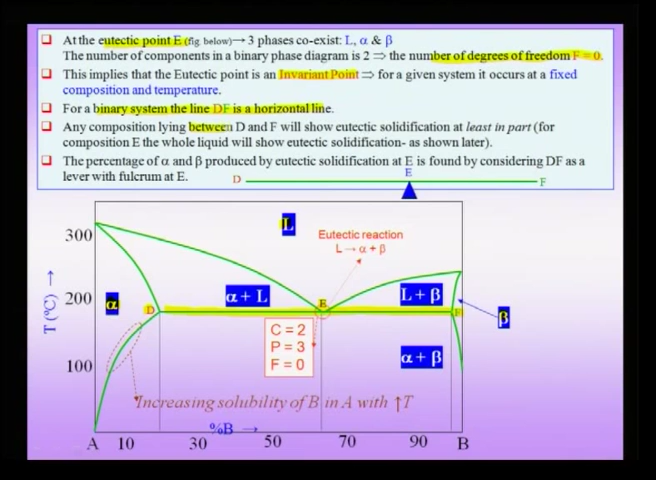 At the eutectic point E (fig. below) → 3 phases co-exist: L, α & β
The number of components in a binary phase diagram is 2 ⇒ the number of degrees of freedom F = 0.
This implies that the Eutectic point is an Invariant Point ⇒ for a given system it occurs at a fixed
composition and temperature.
For a binary system the line DF is a horizontal line.
Any composition lying between D and F will show eutectic solidification at least in part (for
composition E the whole liquid will show eutectic solidification- as shown later).
The percentage of α and β produced by eutectic solidification at E is found by considering DF as a
lever with fulcrum at E.
D E F
L
Eutectic reaction
L → α + β
300
200
100
T (°C) →
α
D
α + L
E
L + β
F
β
C = 2
P = 3
F = 0
α + β
Increasing solubility of B in A with ↑T
%B →
A 10 30 50 70 90 B